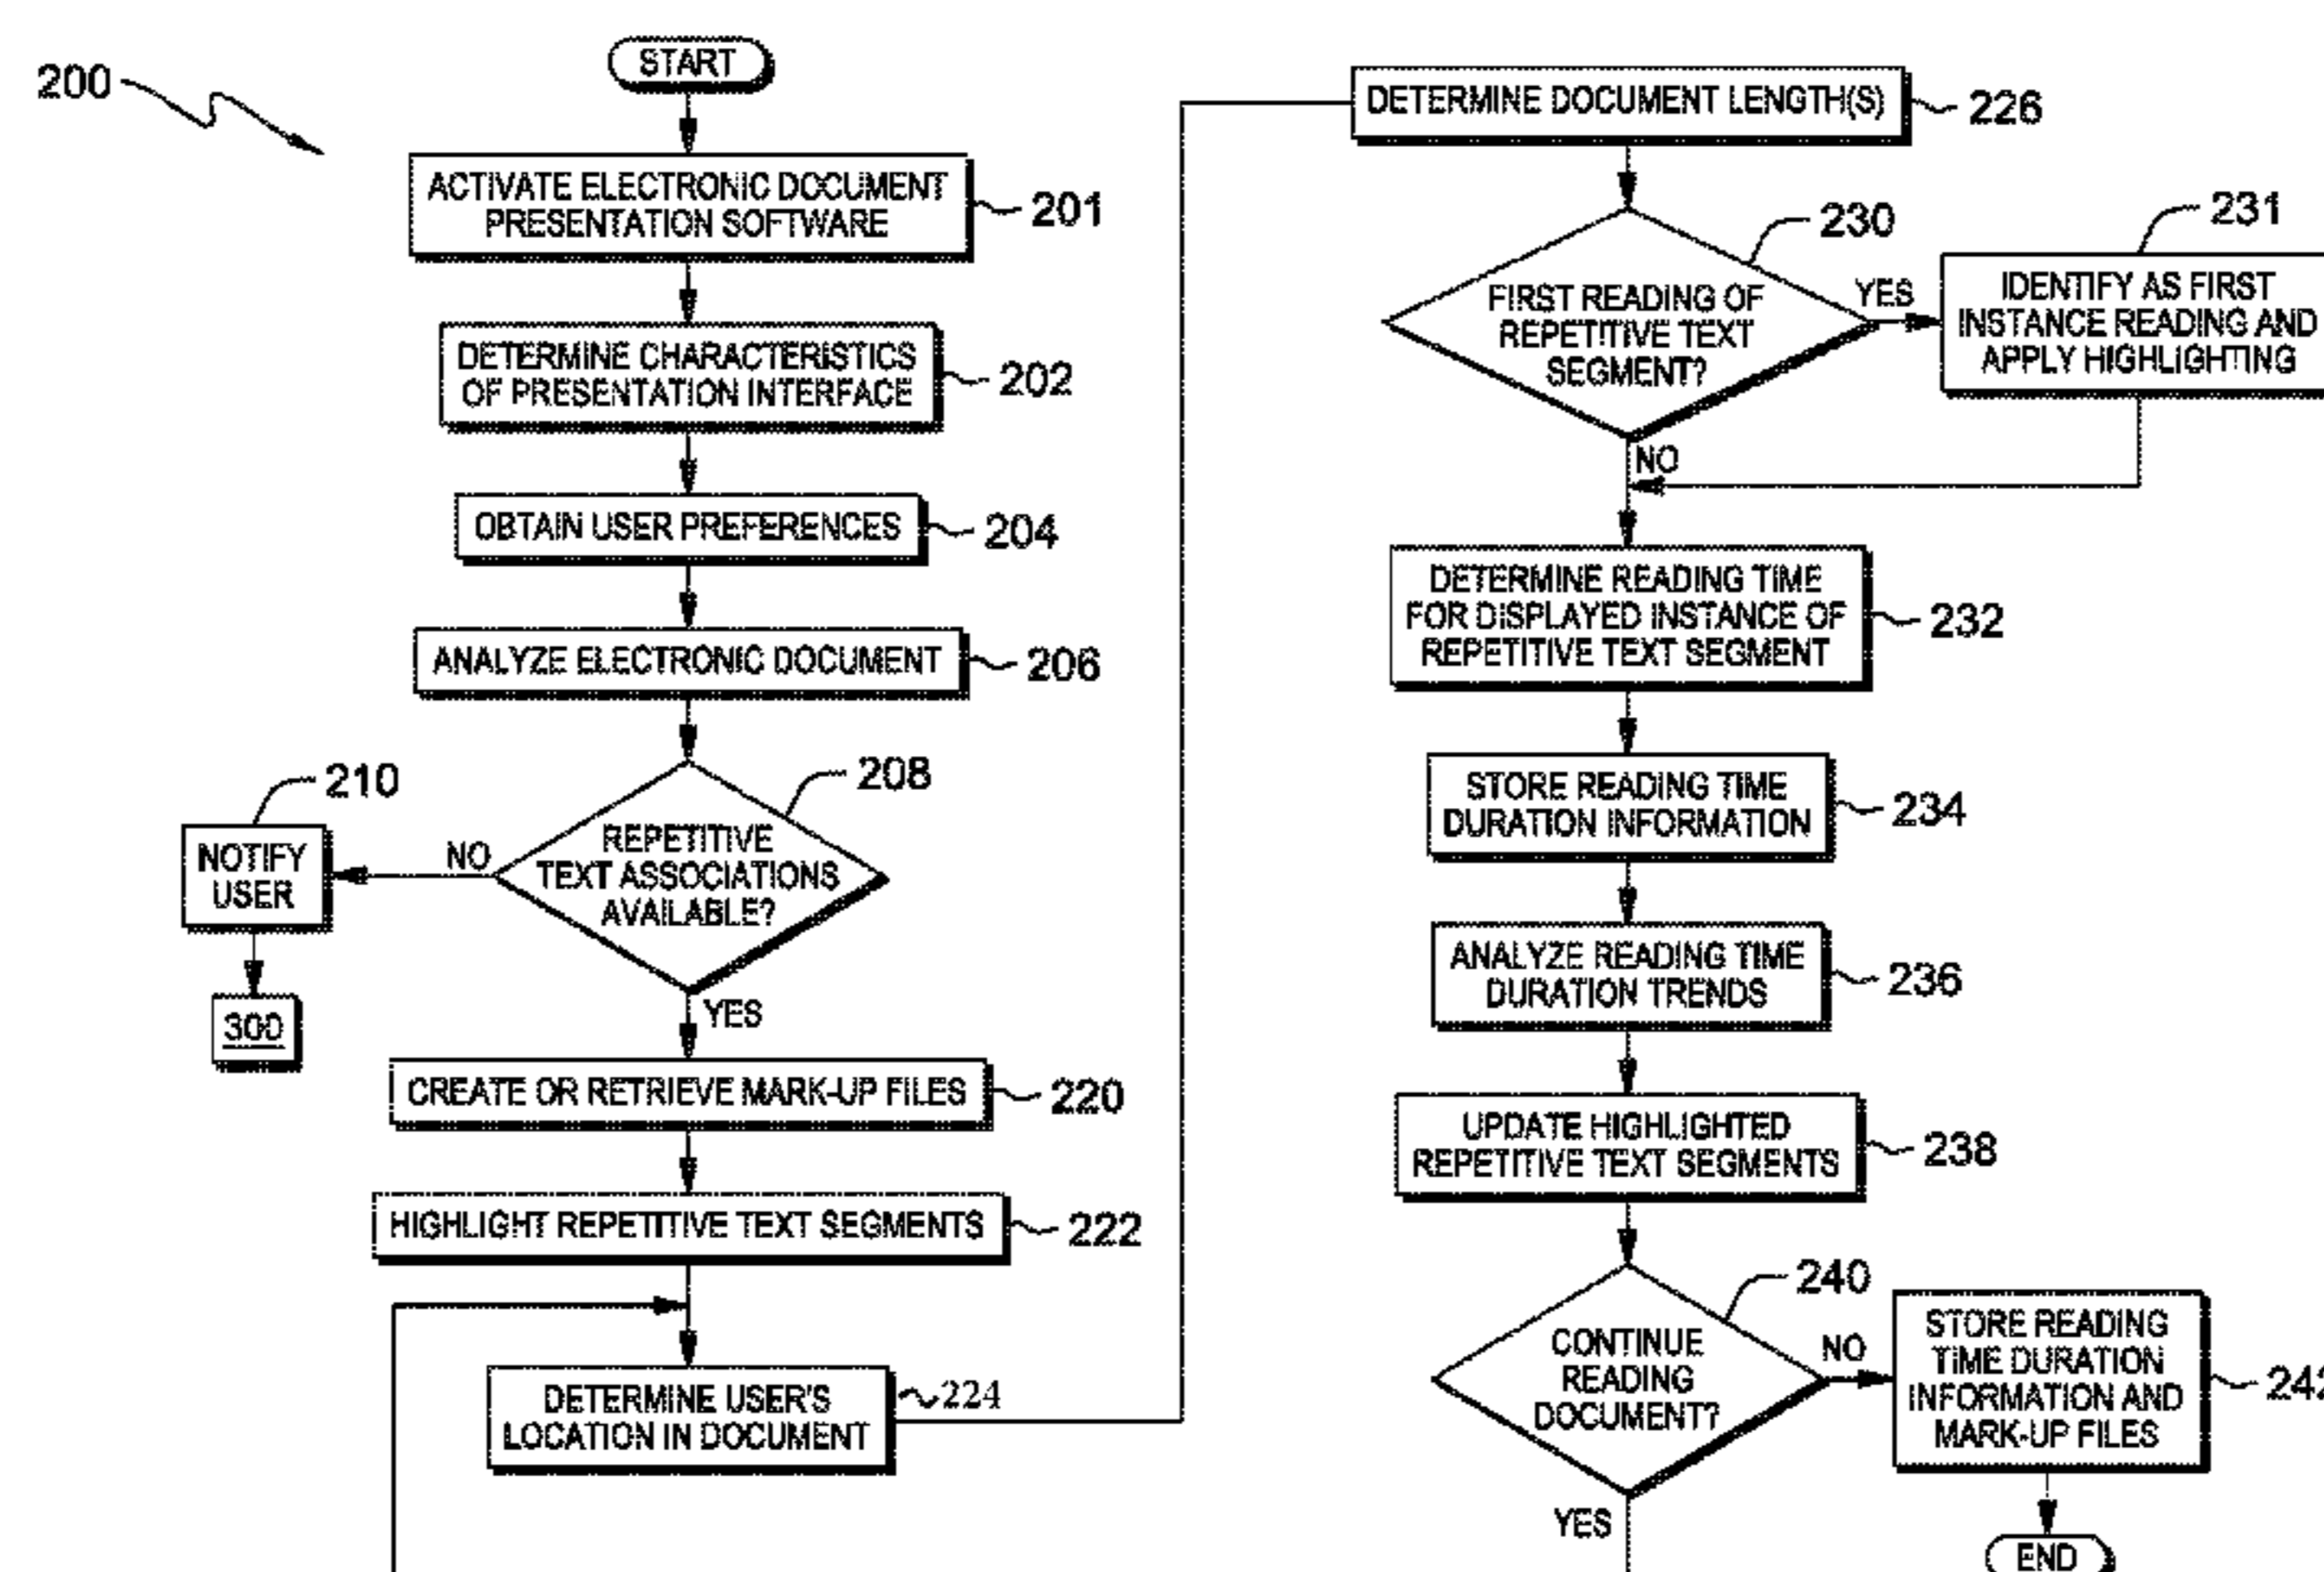 200
START
ACTIVATE ELECTRONIC DOCUMENT
PRESENTATION SOFTWARE
201
DETERMINE CHARACTERISTICS
OF PRESENTATION INTERFACE
202
OBTAIN USER PREFERENCES
204
ANALYZE ELECTRONIC DOCUMENT
206
208
REPETITIVE
TEXT ASSOCIATIONS
AVAILABLE?
NO
210
NOTIFY
USER
300
YES
CREATE OR RETRIEVE MARK-UP FILES
220
HIGHLIGHT REPETITIVE TEXT SEGMENTS
222
DETERMINE USER'S
LOCATION IN DOCUMENT
224
DETERMINE DOCUMENT LENGTH(S)
226
230
FIRST READING OF
REPETITIVE TEXT
SEGMENT?
YES
231
IDENTIFY AS FIRST
INSTANCE READING AND
APPLY HIGHLIGHTING
NO
DETERMINE READING TIME
FOR DISPLAYED INSTANCE OF
REPETITIVE TEXT SEGMENT
232
STORE READING TIME
DURATION INFORMATION
234
ANALYZE READING TIME
DURATION TRENDS
236
UPDATE HIGHLIGHTED
REPETITIVE TEXT SEGMENTS
238
240
CONTINUE
READING
DOCUMENT?
NO
STORE READING
TIME DURATION
INFORMATION AND
MARK-UP FILES
242
YES
END